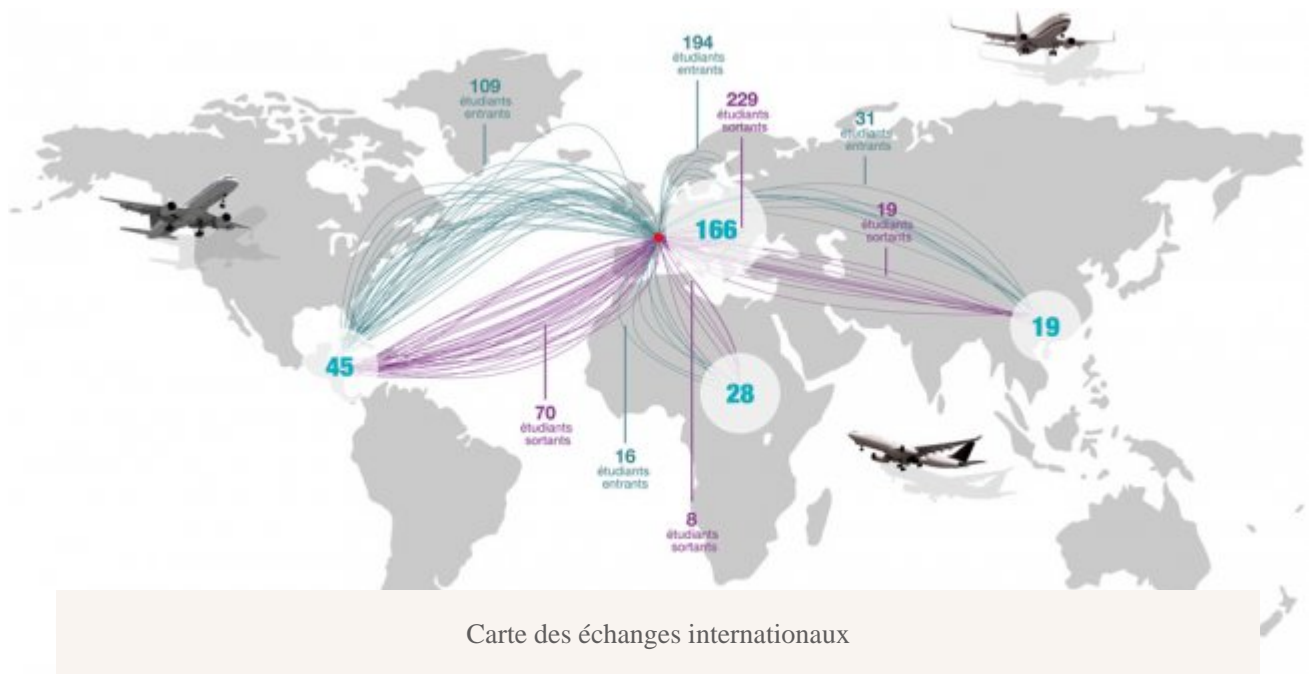 194
étudiants
entrants
109
étudiants
entrants
229
étudiants
sortants
31
étudiants
entrants
19
étudiants
sortants
166
19
45
28
70
étudiants
sortants
16
étudiants
entrants
8
étudiants
sortants
Carte des échanges internationaux